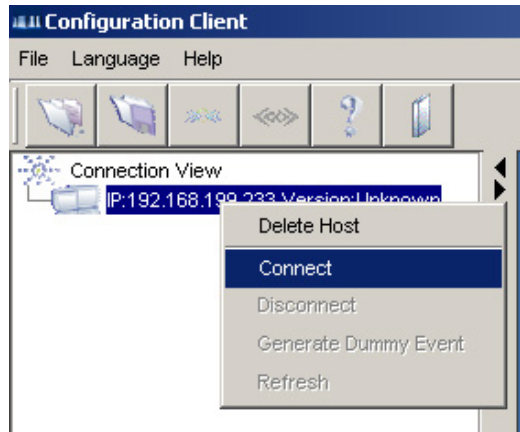 Configuration Client
File Language Help
Connection View
IP:192.168.199.233 Version:Unknown
Delete Host
Connect
Disconnect
Generate Dummy Event
Refresh